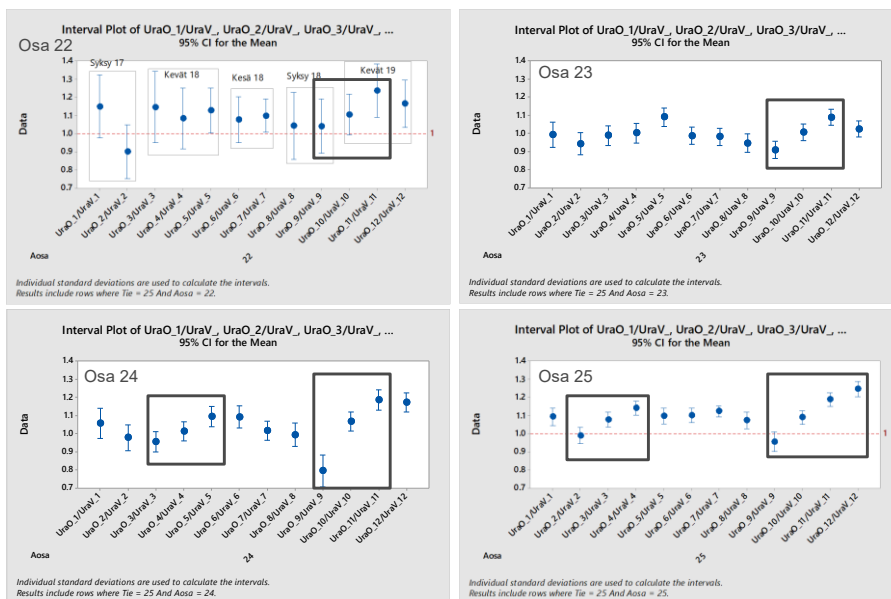 Interval Plot of UraO_1/UraV_, UraO_2/UraV_, UraO_3/UraV_, ...
95% CI for the Mean
Osa 22
Syksy 17
Kevät 18
Kesä 18
Syksy 18
Kevät 19
Data
1.4
1.3
1.2
1.1
1.0
0.9
0.8
0.7
1
UraO_1/UraV_1
UraO_2/UraV_2
UraO_3/UraV_3
UraO_4/UraV_4
UraO_5/UraV_5
UraO_6/UraV_6
UraO_7/UraV_7
UraO_8/UraV_8
UraO_9/UraV_9
UraO_10/UraV_10
UraO_11/UraV_11
UraO_12/UraV_12
Aosa
22
Individual standard deviations are used to calculate the intervals.
Results include rows where Tie = 25 And Aosa = 22.
Interval Plot of UraO_1/UraV_, UraO_2/UraV_, UraO_3/UraV_, ...
95% CI for the Mean
Osa 23
Data
1.4
1.3
1.2
1.1
1.0
0.9
0.8
0.7
UraO_1/UraV_1
UraO_2/UraV_2
UraO_3/UraV_3
UraO_4/UraV_4
UraO_5/UraV_5
UraO_6/UraV_6
UraO_7/UraV_7
UraO_8/UraV_8
UraO_9/UraV_9
UraO_10/UraV_10
UraO_11/UraV_11
UraO_12/UraV_12
Aosa
23
Individual standard deviations are used to calculate the intervals.
Results include rows where Tie = 25 And Aosa = 23.
Interval Plot of UraO_1/UraV_, UraO_2/UraV_, UraO_3/UraV_, ...
95% CI for the Mean
Osa 24
Data
1.4
1.3
1.2
1.1
1.0
0.9
0.8
0.7
UraO_1/UraV_1
UraO_2/UraV_2
UraO_3/UraV_3
UraO_4/UraV_4
UraO_5/UraV_5
UraO_6/UraV_6
UraO_7/UraV_7
UraO_8/UraV_8
UraO_9/UraV_9
UraO_10/UraV_10
UraO_11/UraV_11
UraO_12/UraV_12
Aosa
24
Individual standard deviations are used to calculate the intervals.
Results include rows where Tie = 25 And Aosa = 24.
Interval Plot of UraO_1/UraV_, UraO_2/UraV_, UraO_3/UraV_, ...
95% CI for the Mean
Osa 25
Data
1.4
1.3
1.2
1.1
1.0
0.9
0.8
0.7
1
UraO_1/UraV_1
UraO_2/UraV_2
UraO_3/UraV_3
UraO_4/UraV_4
UraO_5/UraV_5
UraO_6/UraV_6
UraO_7/UraV_7
UraO_8/UraV_8
UraO_9/UraV_9
UraO_10/UraV_10
UraO_11/UraV_11
UraO_12/UraV_12
Aosa
25
Individual standard deviations are used to calculate the intervals.
Results include rows where Tie = 25 And Aosa = 25.